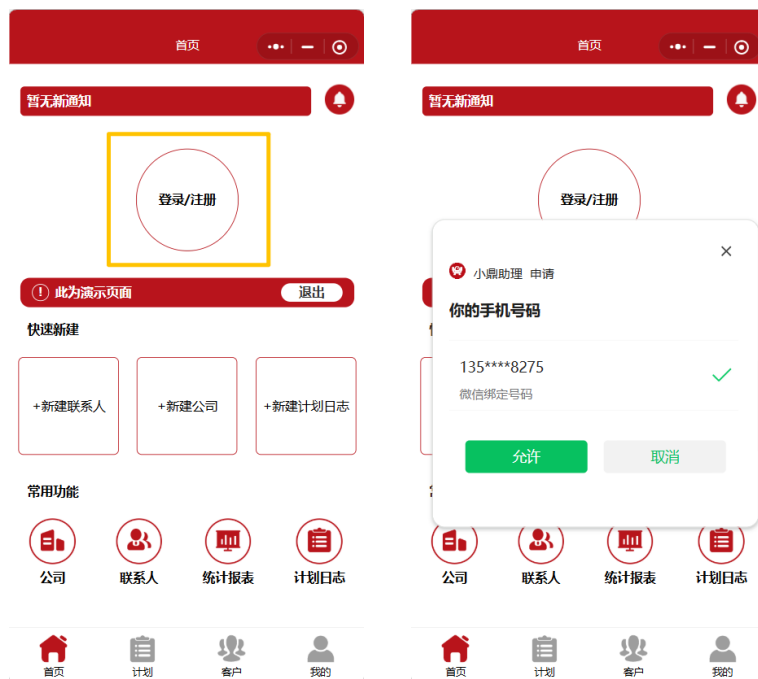 首页
暂无新通知
登录/注册
此为演示页面
退出
快速新建
+新建联系人
+新建公司
+新建计划日志
常用功能
公司
联系人
统计报表
计划日志
首页
计划
客户
我的
首页
暂无新通知
登录/注册
小鼎助理 申请
你的手机号码
135****8275
微信绑定号码
允许
取消
公司
联系人
统计报表
计划日志
首页
计划
客户
我的